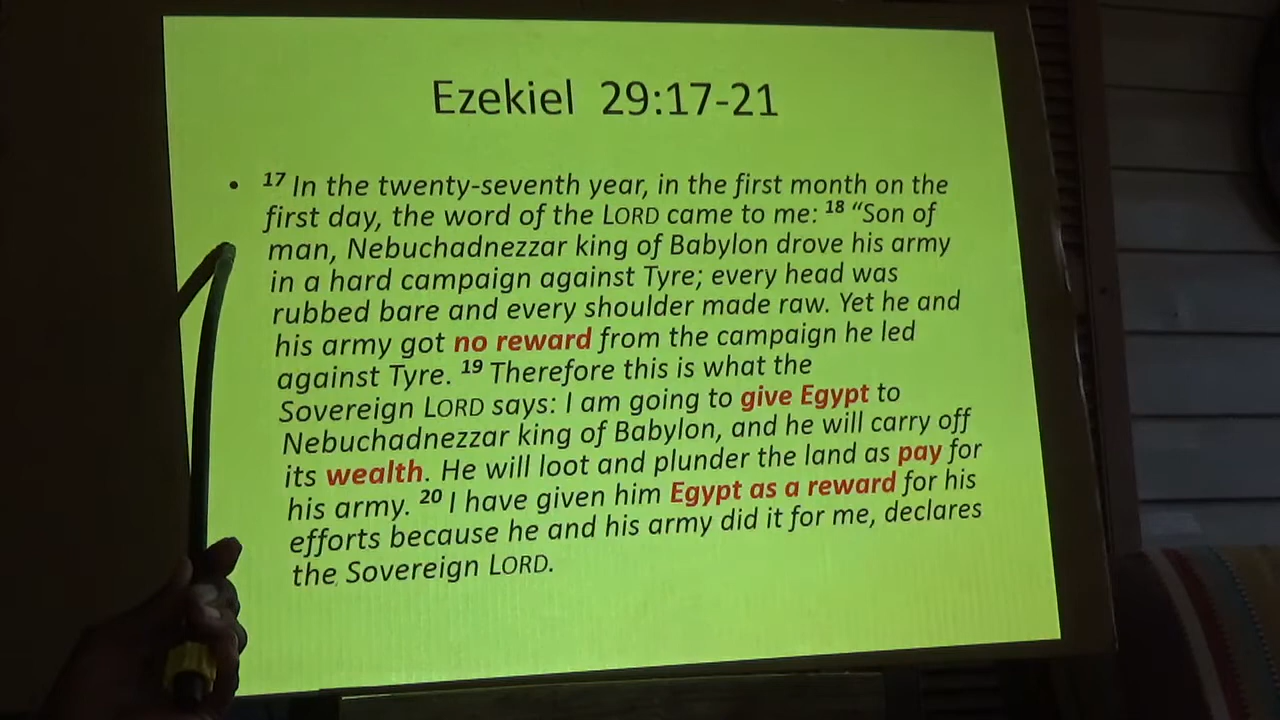 Ezekiel 29:17-21
• 17 In the twenty-seventh year, in the first month on the
first day, the word of the LORD came to me: 18 “Son of
man, Nebuchadnezzar king of Babylon drove his army
in a hard campaign against Tyre; every head was
rubbed bare and every shoulder made raw. Yet he and
his army got no reward from the campaign he led
against Tyre. 19 Therefore this is what the
Sovereign LORD says: I am going to give Egypt to
Nebuchadnezzar king of Babylon, and he will carry off
its wealth. He will loot and plunder the land as pay for
his army. 20 I have given him Egypt as a reward for his
efforts because he and his army did it for me, declares
the Sovereign LORD.